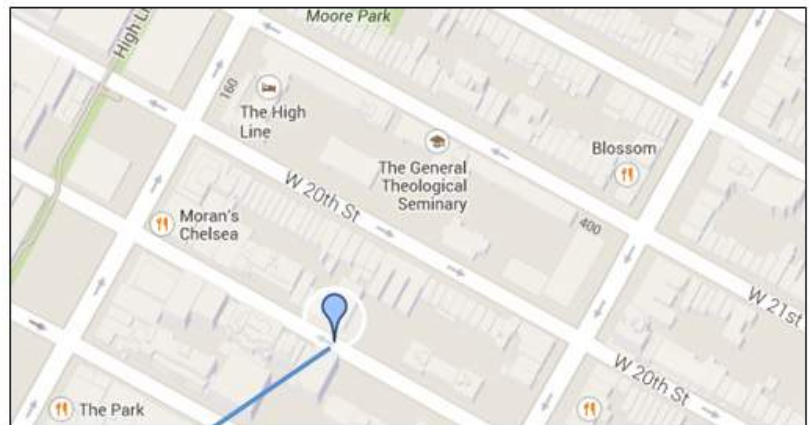 Moore Park
High Li
160
The High
Line
The General
Theological
Seminary
Blossom
W 20th St
400
Moran's
Chelsea
W 21st
W 20th St
The Park